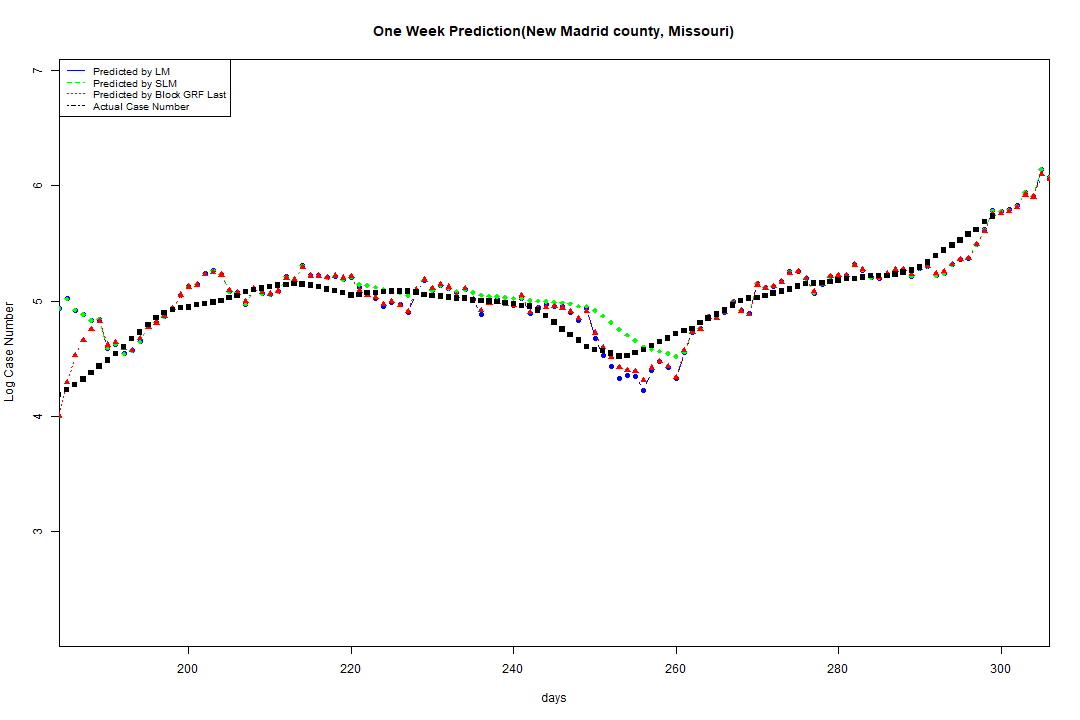 One Week Prediction(New Madrid county, Missouri)
Predicted by LM
Predicted by SLM
Predicted by Block GRF Last
Actual Case Number
7
6
5
4
3
Log Case Number
200 220 240 260 280 300
days